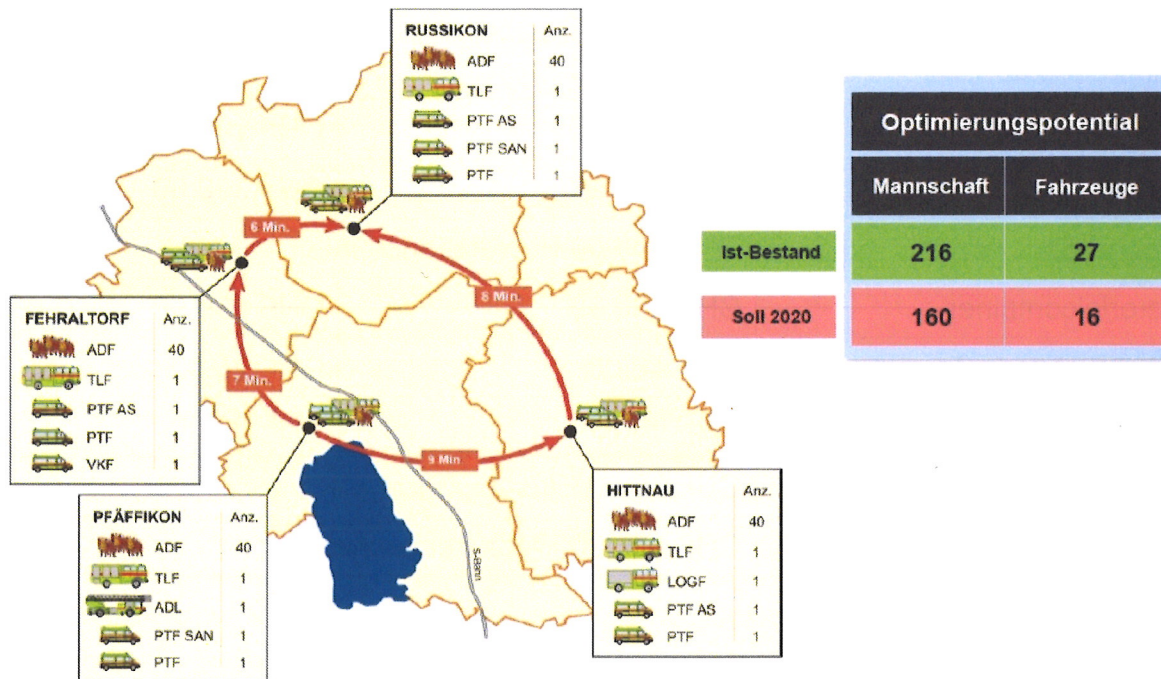 RUSSIKON Anz.
ADF 40
TLF 1
PTF AS 1
PTF SAN 1
PTF 1
Optimierungspotential
Mannschaft Fahrzeuge
Ist-Bestand 216 27
Soll 2020 160 16
6 Min.
8 Min.
7 Min.
9 Min
S-Bahn
FEHRALTORF Anz.
ADF 40
TLF 1
PTF AS 1
PTF 1
VKF 1
PFÄFFIKON Anz.
ADF 40
TLF 1
ADL 1
PTF SAN 1
PTF 1
HITTNAU Anz.
ADF 40
TLF 1
LOGF 1
PTF AS 1
PTF 1